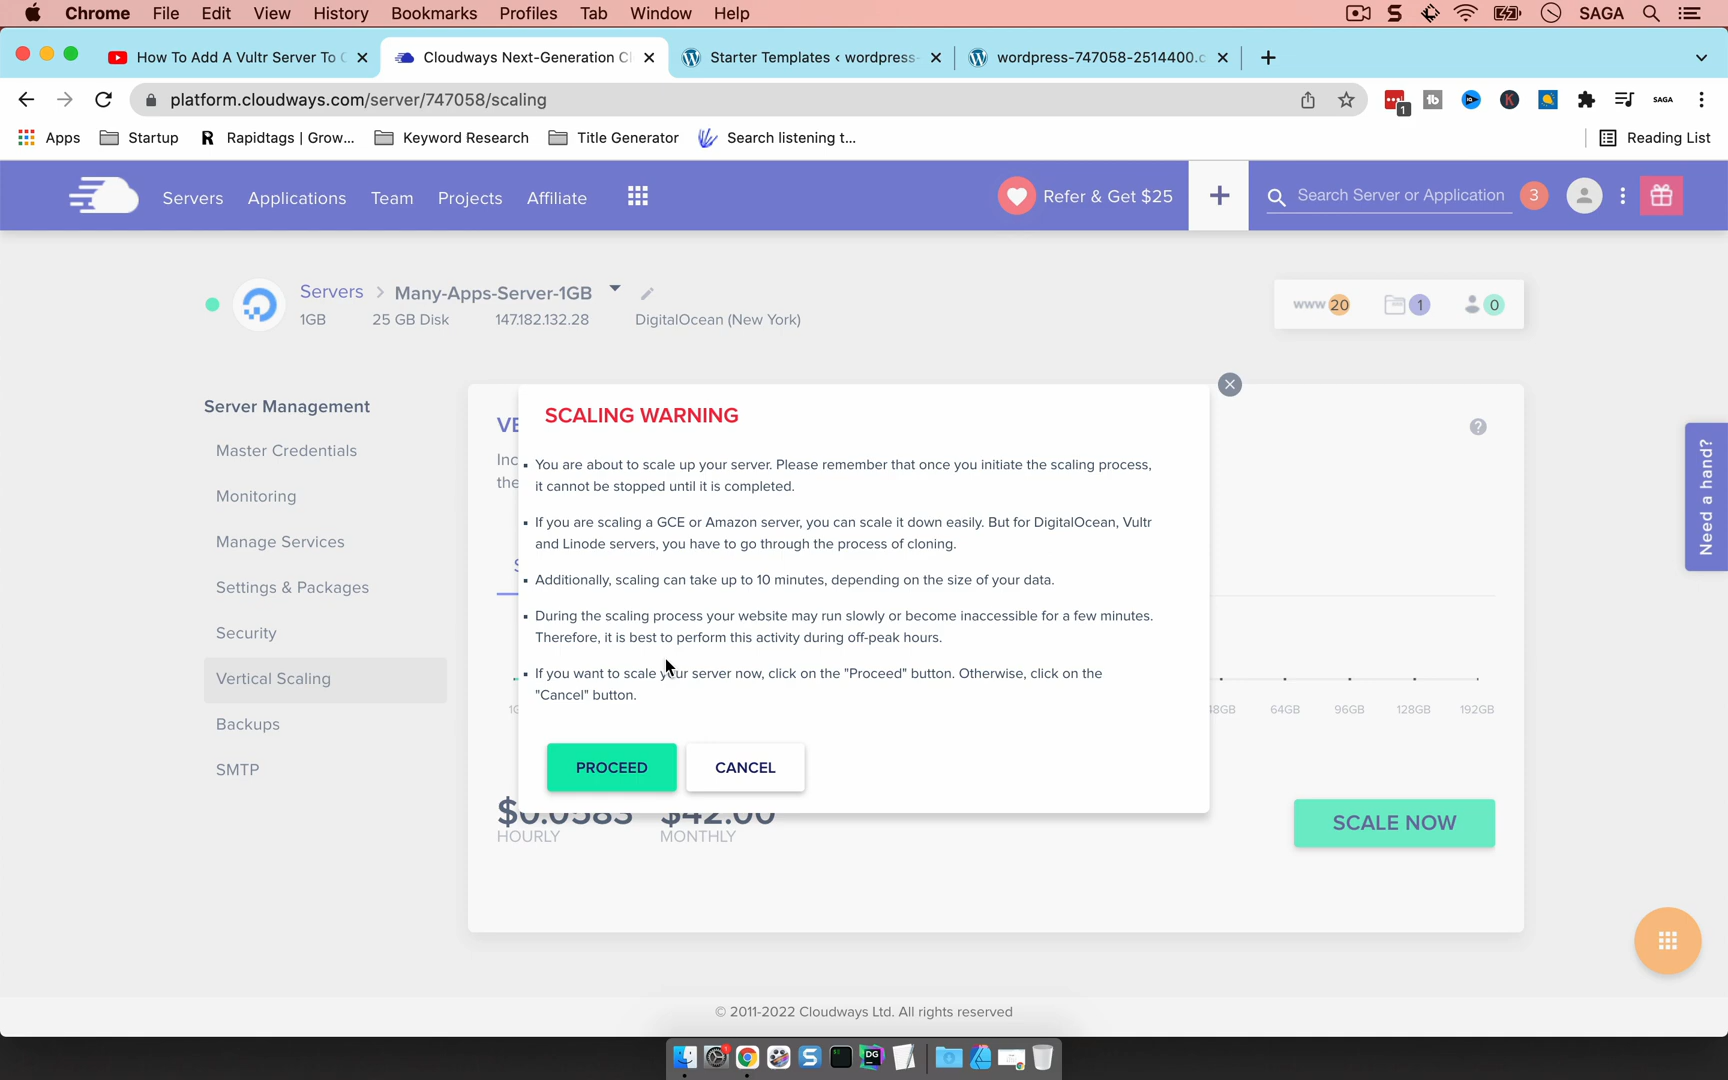 Chrome File Edit View History Bookmarks Profiles Tab Window Help SAGA
How To Add A Vultr Server To C
Cloudways Next-Generation Cl
Starter Templates ‹ wordpress-
wordpress-747058-2514400.c
platform.cloudways.com/server/747058/scaling
1
SAGA
Apps Startup R Rapidtags | Grow... Keyword Research Title Generator Search listening t... Reading List
Servers Applications Team Projects Affiliate Refer & Get $25 + Search Server or Application 3
Servers > Many-Apps-Server-1GB
1GB 25 GB Disk 147.182.132.28 DigitalOcean (New York)
www 20 1 0
Server Management
Master Credentials
Monitoring
Manage Services
Settings & Packages
Security
Vertical Scaling
Backups
SMTP
VE
Inc
the
S
SCALING WARNING
▪ You are about to scale up your server. Please remember that once you initiate the scaling process,
it cannot be stopped until it is completed.
▪ If you are scaling a GCE or Amazon server, you can scale it down easily. But for DigitalOcean, Vultr
and Linode servers, you have to go through the process of cloning.
▪ Additionally, scaling can take up to 10 minutes, depending on the size of your data.
▪ During the scaling process your website may run slowly or become inaccessible for a few minutes.
Therefore, it is best to perform this activity during off-peak hours.
▪ If you want to scale your server now, click on the "Proceed" button. Otherwise, click on the
"Cancel" button.
PROCEED CANCEL
48GB 64GB 96GB 128GB 192GB
$0.0583 $42.00
HOURLY MONTHLY
SCALE NOW
Need a hand?
© 2011-2022 Cloudways Ltd. All rights reserved
DG